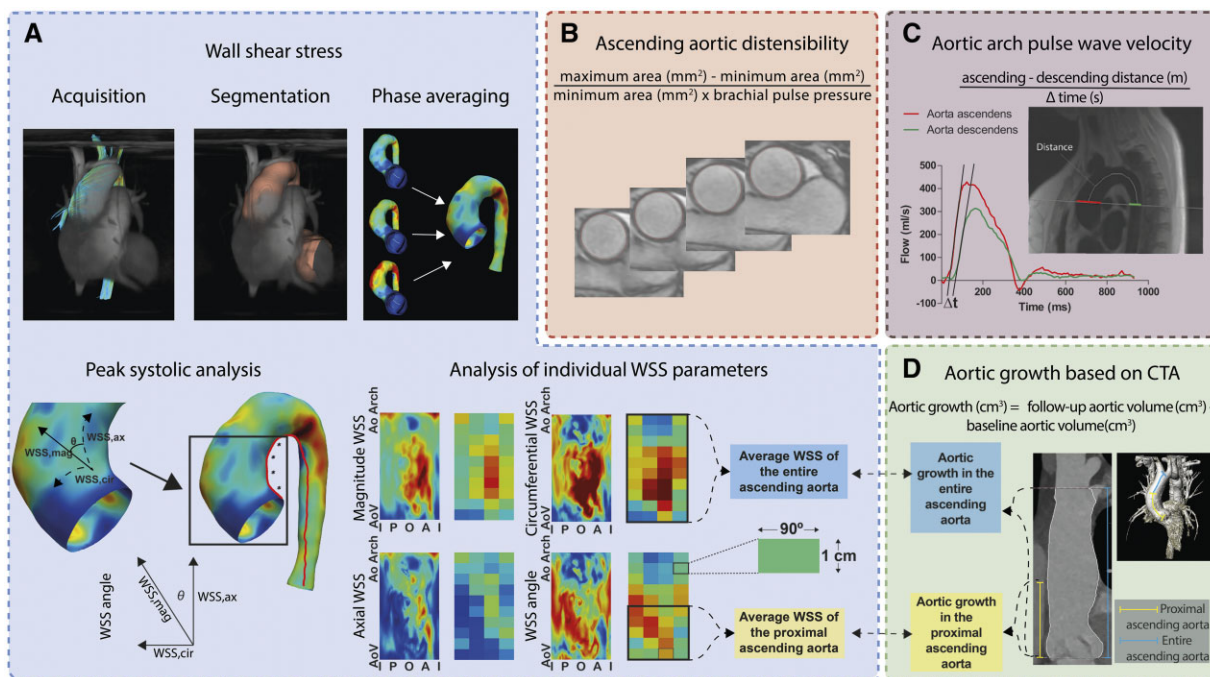 A
Wall shear stress
Acquisition
Segmentation
Phase averaging
Peak systolic analysis
WSS,ax
θ
WSS,mag
WSS,cir
WSS angle
WSS,mag
θ
WSS,ax
WSS,cir
Analysis of individual WSS parameters
Magnitude WSS
AoV
Ao Arch
I P O A I
Circumferential WSS
AoV
Ao Arch
I P O A I
Axial WSS
AoV
Ao Arch
I P O A I
WSS angle
AoV
Ao Arch
I P O A I
Average WSS of
the entire
ascending aorta
90º
1 cm
Average WSS of
the proximal
ascending aorta
B
Ascending aortic distensibility
maximum area (mm²) - minimum area (mm²)
minimum area (mm²) x brachial pulse pressure
C
Aortic arch pulse wave velocity
ascending - descending distance (m)
Δ time (s)
Aorta ascendens
Aorta descendens
Distance
Flow (ml/s)
500
400
300
200
100
0
-100
Δt
200
400
600
800
1000
Time (ms)
D
Aortic growth based on CTA
Aortic growth (cm³) = follow-up aortic volume (cm³) -
baseline aortic volume(cm³)
Aortic
growth in the
entire
ascending
aorta
Aortic growth
in the
proximal
ascending
aorta
Proximal
ascending aorta
Entire
ascending aorta